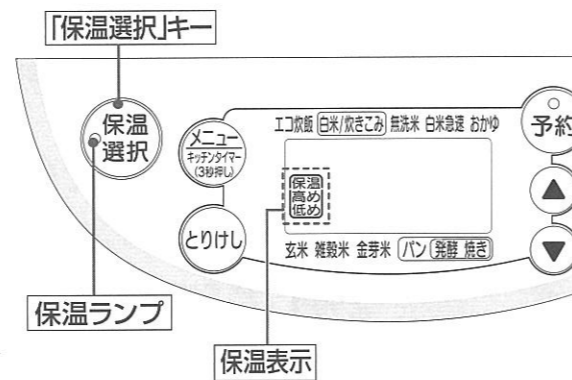 「保温選択」キー
保温
選択
メニュー
キッチンタイマー
(3秒押し)
とりけし
エコ炊飯 白米/炊きこみ 無洗米 白米急速 おかゆ
保温
高め
低め
玄米 雑穀米 金芽米 パン 発酵 焼き
予約
▲
▼
保温ランプ
保温表示